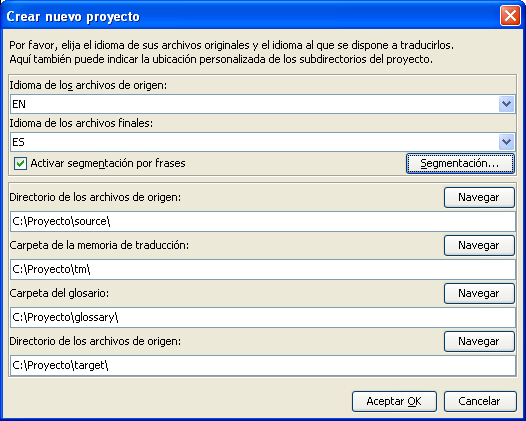 Crear nuevo proyecto
Por favor, elija el idioma de sus archivos originales y el idioma al que se dispone a traducirlos.
Aquí también puede indicar la ubicación personalizada de los subdirectorios del proyecto.
Idioma de los archivos de origen:
EN
Idioma de los archivos finales:
ES
Activar segmentación por frases
Segmentación...
Directorio de los archivos de origen:
Navegar
C:\Proyecto\source\
Carpeta de la memoria de traducción:
Navegar
C:\Proyecto\tm\
Carpeta del glosario:
Navegar
C:\Proyecto\glossary\
Directorio de los archivos de origen:
Navegar
C:\Proyecto\target\
Aceptar OK
Cancelar